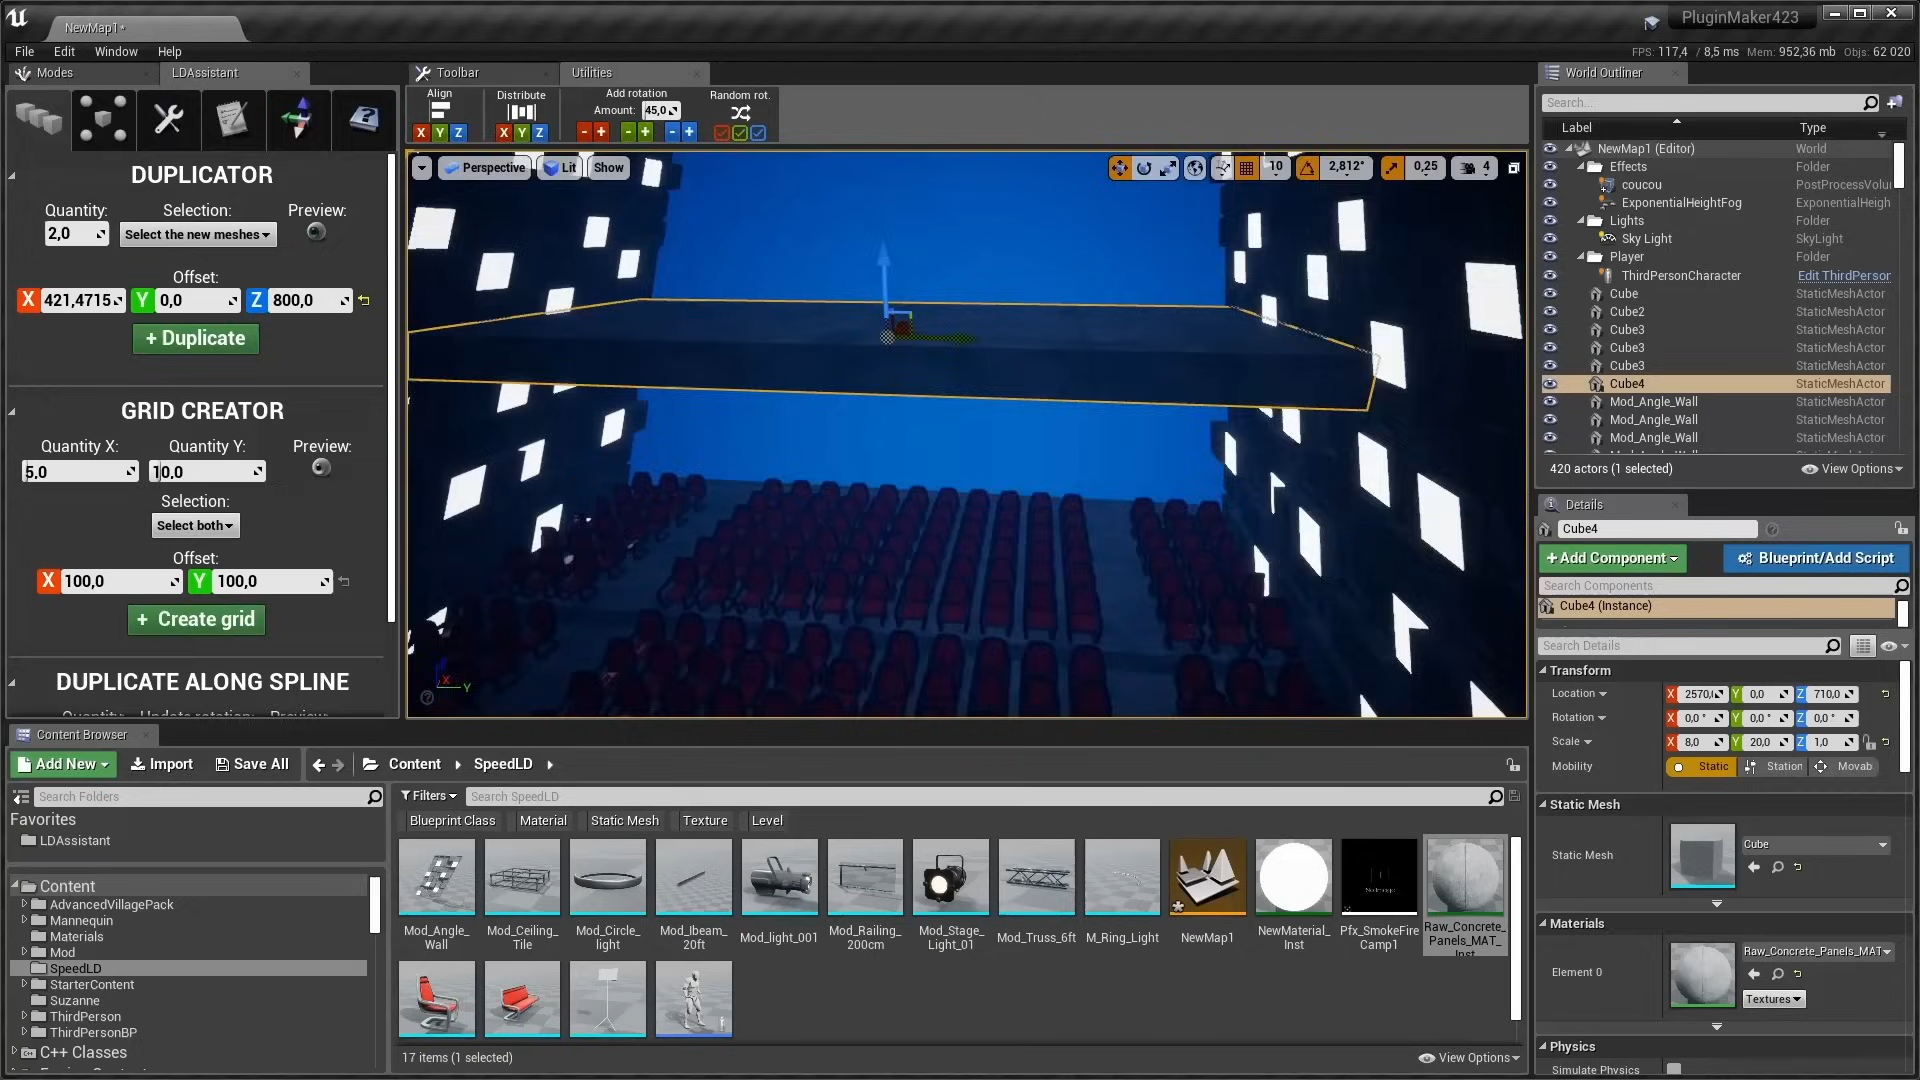 NewMap1*
PluginMaker423
File Edit Window Help
FPS: 117,4 / 8,5 ms Mem: 952,36 mb Objs: 62 020
Modes
LDAssistant
DUPLICATOR
Quantity: Selection: Preview:
2,0 Select the new meshes
Offset:
X 421,4715 Y 0,0 Z 800,0
+ Duplicate
GRID CREATOR
Quantity X: Quantity Y: Preview:
5,0 10,0
Selection:
Select both
Offset:
X 100,0 Y 100,0
+ Create grid
DUPLICATE ALONG SPLINE
Quantity: Update rotation: Preview:
Toolbar
Utilities
Align Distribute Add rotation Random rot.
Amount: 45,0
X Y Z X Y Z - + - + - +
Perspective Lit Show
10 2,812° 0,25 4
X Y
World Outliner
Search...
Label Type
NewMap1 (Editor) World
Effects Folder
coucou PostProcessVolu
ExponentialHeightFog ExponentialHeigh
Lights Folder
Sky Light SkyLight
Player Folder
ThirdPersonCharacter Edit ThirdPerson
Cube StaticMeshActor
Cube2 StaticMeshActor
Cube3 StaticMeshActor
Cube3 StaticMeshActor
Cube3 StaticMeshActor
Cube4 StaticMeshActor
Mod_Angle_Wall StaticMeshActor
Mod_Angle_Wall StaticMeshActor
Mod_Angle_Wall StaticMeshActor
420 actors (1 selected) View Options
Details
Cube4
+Add Component Blueprint/Add Script
Search Components
Cube4 (Instance)
Search Details
Transform
Location X 2570, Y 0,0 Z 710,0
Rotation X 0,0 ° Y 0,0 ° Z 0,0 °
Scale X 8,0 Y 20,0 Z 1,0
Mobility Static Station Movab
Static Mesh
Static Mesh Cube
Materials
Element 0 Raw_Concrete_Panels_MAT
Textures
Physics
Simulate Physics
Content Browser
Add New Import Save All Content SpeedLD
Search Folders
Favorites
LDAssistant
Content
AdvancedVillagePack
Mannequin
Materials
Mod
SpeedLD
StarterContent
Suzanne
ThirdPerson
ThirdPersonBP
C++ Classes
Filters Search SpeedLD
Blueprint Class Material Static Mesh Texture Level
Mod_Angle_
Wall
Mod_Ceiling_
Tile
Mod_Circle_
light
Mod_Ibeam_
20ft
Mod_light_001
Mod_Railing_
200cm
Mod_Stage_
Light_01
Mod_Truss_6ft
M_Ring_Light
NewMap1
NewMaterial_
Inst
Pfx_SmokeFire
Camp1
Raw_Concrete_
Panels_MAT_
Inst
17 items (1 selected) View Options